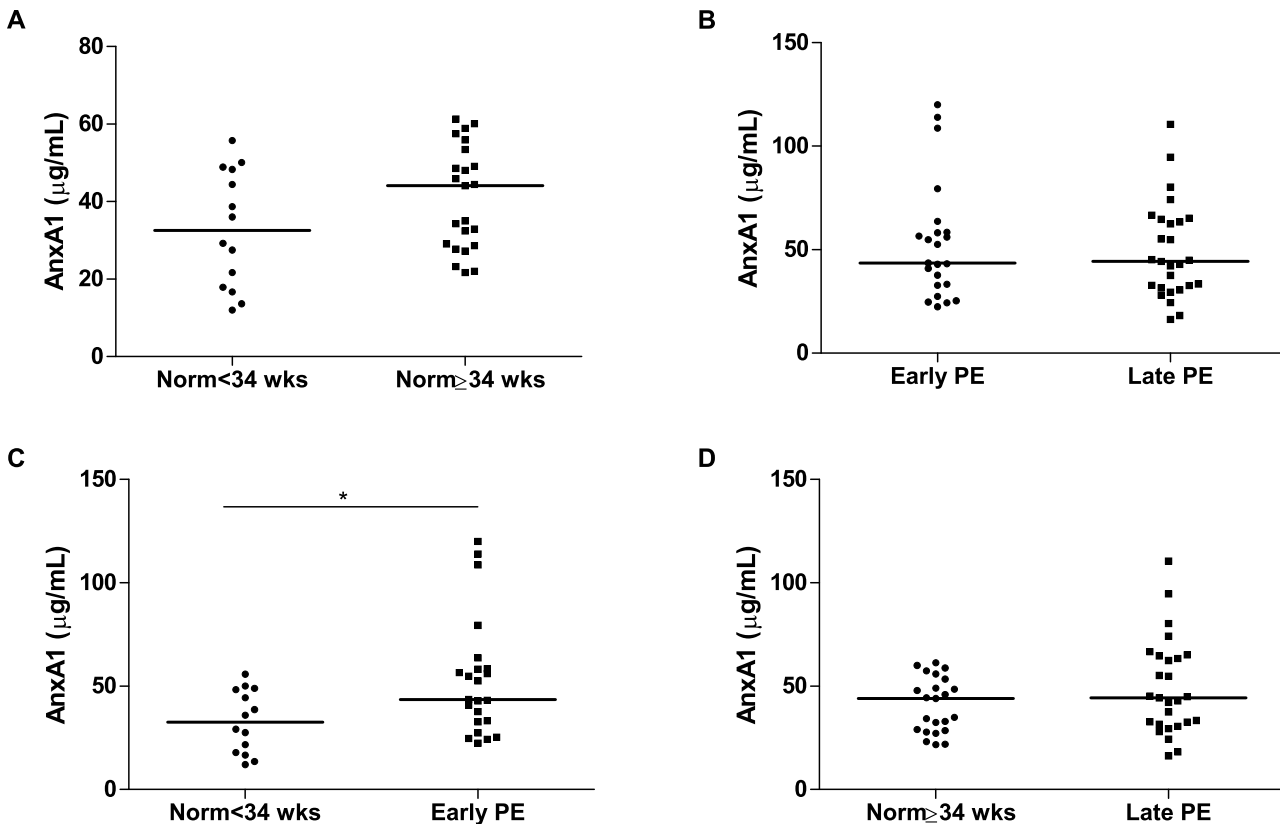 A
AnxA1 (μg/mL)
80
60
40
20
0
Norm<34 wks
Norm≥34 wks
B
AnxA1 (μg/mL)
150
100
50
0
Early PE
Late PE
C
AnxA1 (μg/mL)
150
100
50
0
*
Norm<34 wks
Early PE
D
AnxA1 (μg/mL)
150
100
50
0
Norm≥34 wks
Late PE